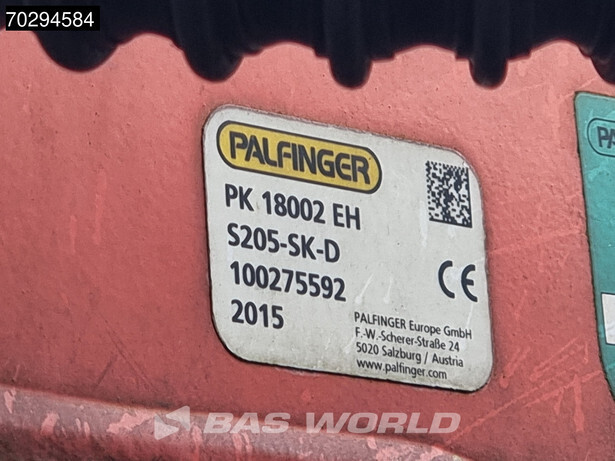 70294584
PALFINGER
PK 18002 EH
S205-SK-D
100275592
2015
CE
PALFINGER Europe GmbH
F.-W.-Scherer-Straße 24
5020 Salzburg / Austria
www.palfinger.com
PA
BAS WORLD